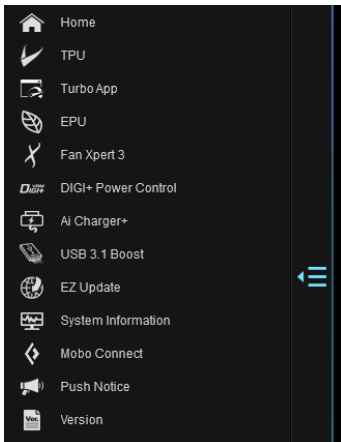 Home
TPU
Turbo App
EPU
Fan Xpert 3
DIGI+ Power Control
Ai Charger+
USB 3.1 Boost
EZ Update
System Information
Mobo Connect
Push Notice
Ver. Version